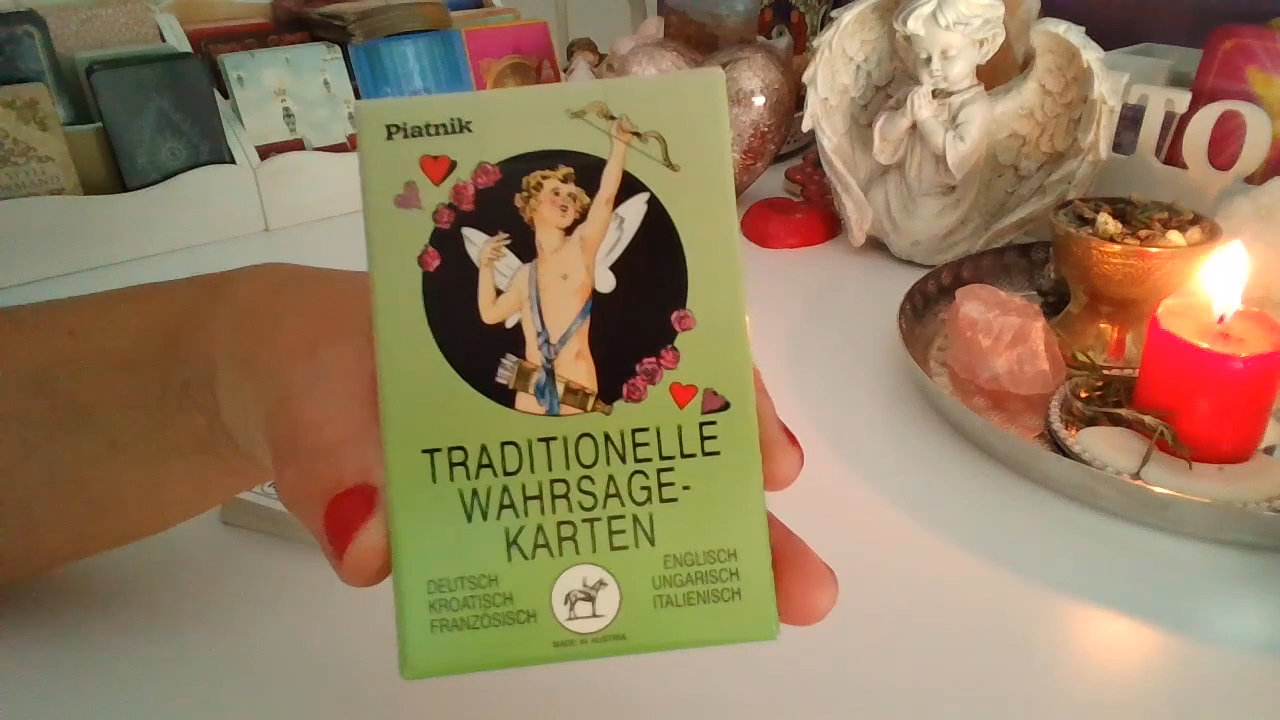 Piatnik
TRADITIONELLE
WAHRSAGE-
KARTEN
DEUTSCH
KROATISCH
FRANZÖSISCH
ENGLISCH
UNGARISCH
ITALIENISCH
MADE IN AUSTRIA
TO